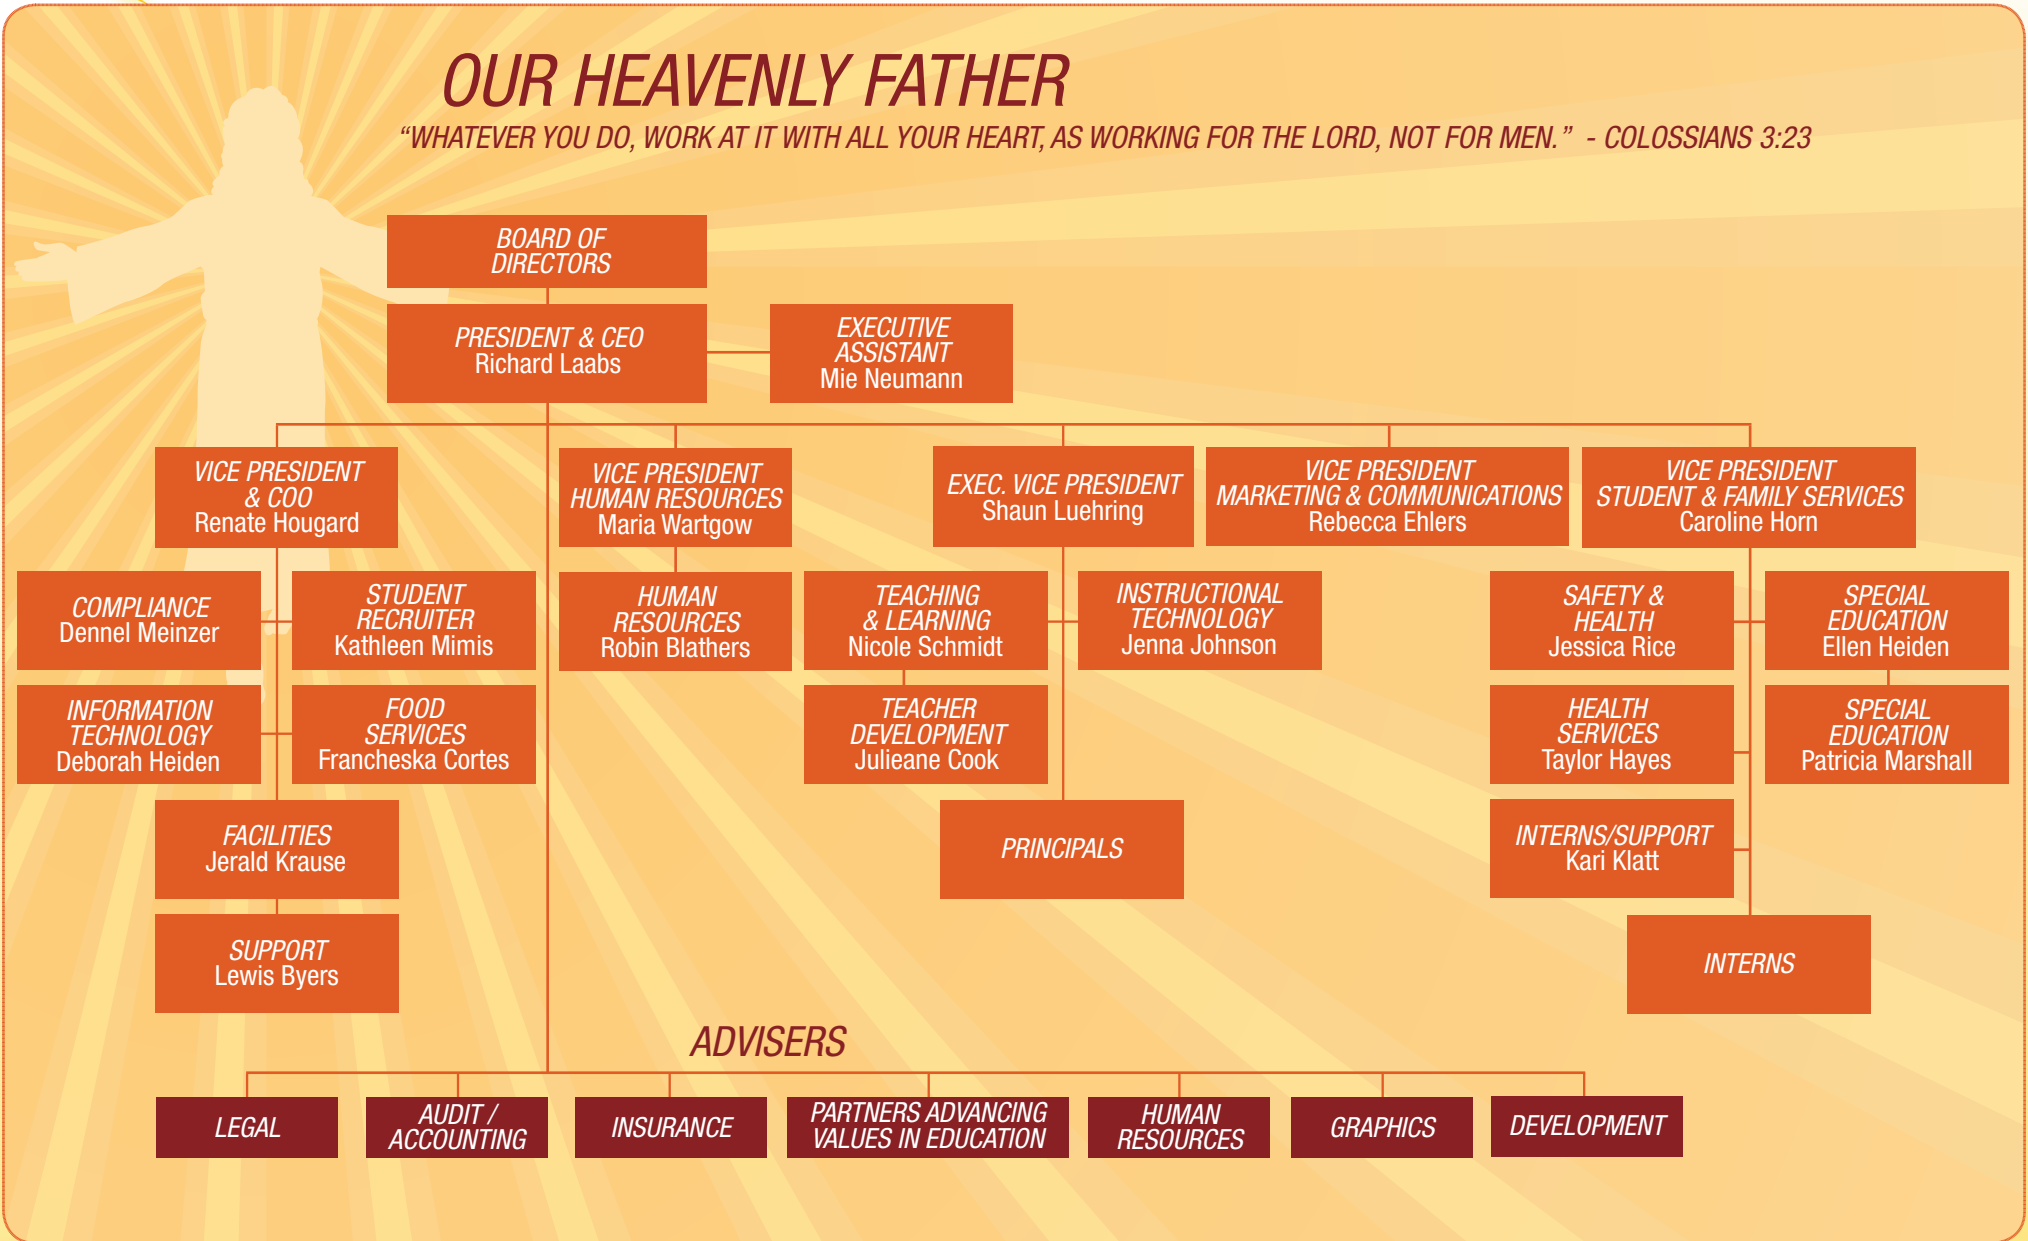 OUR HEAVENLY FATHER
“WHATEVER YOU DO, WORK AT IT WITH ALL YOUR HEART, AS WORKING FOR THE LORD, NOT FOR MEN.” - COLOSSIANS 3:23
BOARD OF
DIRECTORS
PRESIDENT & CEO
Richard Laabs
EXECUTIVE
ASSISTANT
Mie Neumann
VICE PRESIDENT
& COO
Renate Hougard
VICE PRESIDENT
HUMAN RESOURCES
Maria Wartgow
EXEC. VICE PRESIDENT
Shaun Luehring
VICE PRESIDENT
MARKETING & COMMUNICATIONS
Rebecca Ehlers
VICE PRESIDENT
STUDENT & FAMILY SERVICES
Caroline Horn
COMPLIANCE
Dennel Meinzer
STUDENT
RECRUITER
Kathleen Mimis
HUMAN
RESOURCES
Robin Blathers
TEACHING
& LEARNING
Nicole Schmidt
INSTRUCTIONAL
TECHNOLOGY
Jenna Johnson
SAFETY &
HEALTH
Jessica Rice
SPECIAL
EDUCATION
Ellen Heiden
INFORMATION
TECHNOLOGY
Deborah Heiden
FOOD
SERVICES
Francheska Cortes
TEACHER
DEVELOPMENT
Julieane Cook
HEALTH
SERVICES
Taylor Hayes
SPECIAL
EDUCATION
Patricia Marshall
FACILITIES
Jerald Krause
PRINCIPALS
INTERNS/SUPPORT
Kari Klatt
SUPPORT
Lewis Byers
INTERNS
ADVISERS
LEGAL
AUDIT /
ACCOUNTING
INSURANCE
PARTNERS ADVANCING
VALUES IN EDUCATION
HUMAN
RESOURCES
GRAPHICS
DEVELOPMENT